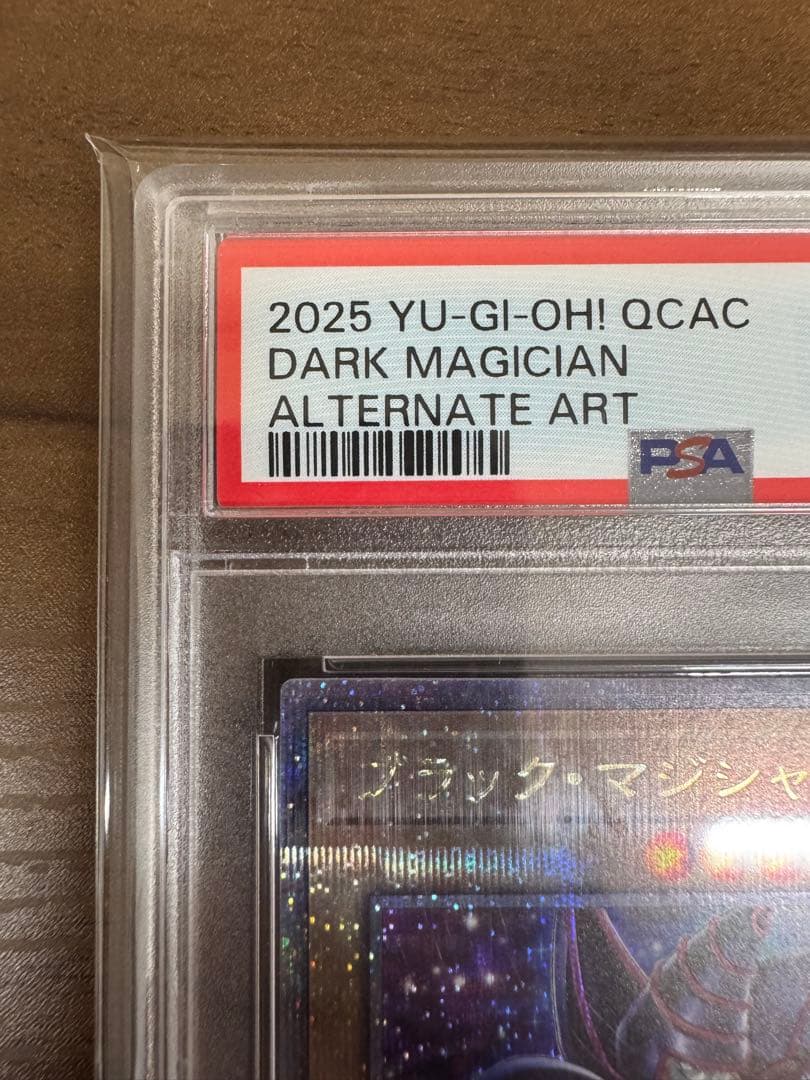 2025 YU-GI-OH! QCAC
DARK MAGICIAN
ALTERNATE ART
PSA
ブラック・マジシャ